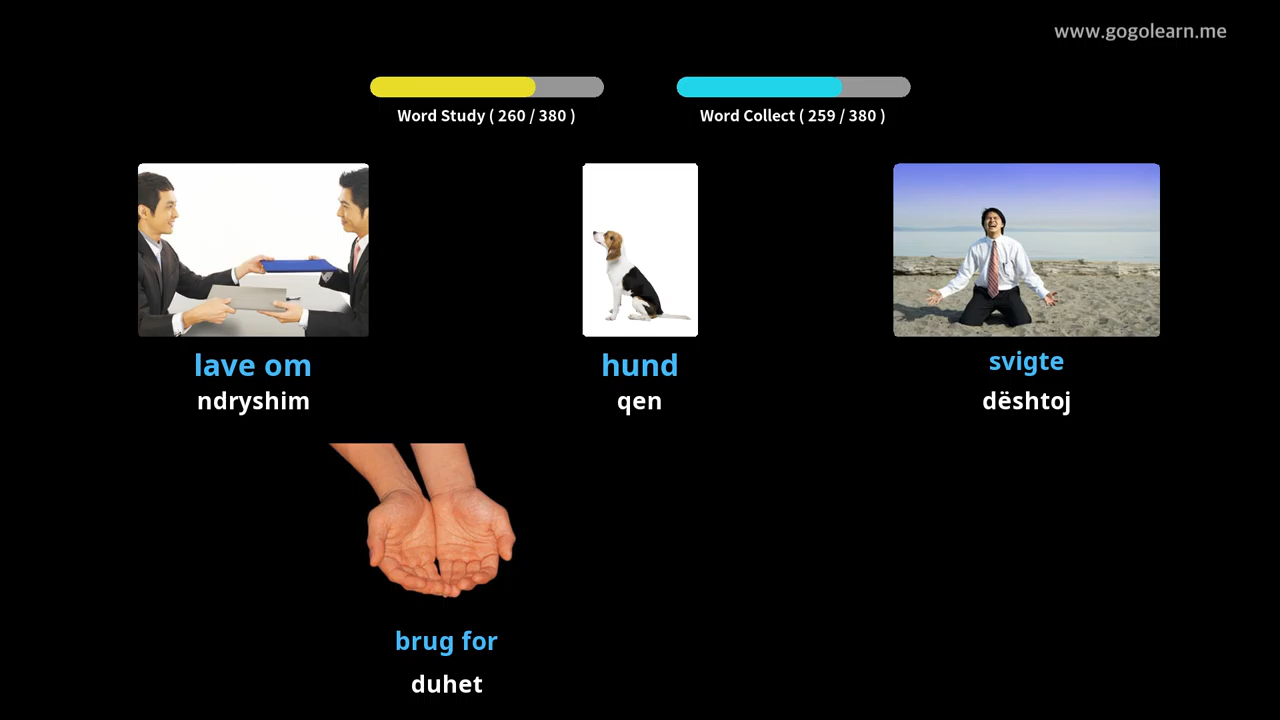 www.gogolearn.me
Word Study ( 260 / 380 )
Word Collect ( 259 / 380 )
lave om
ndryshim
hund
qen
svigte
dështoj
brug for
duhet